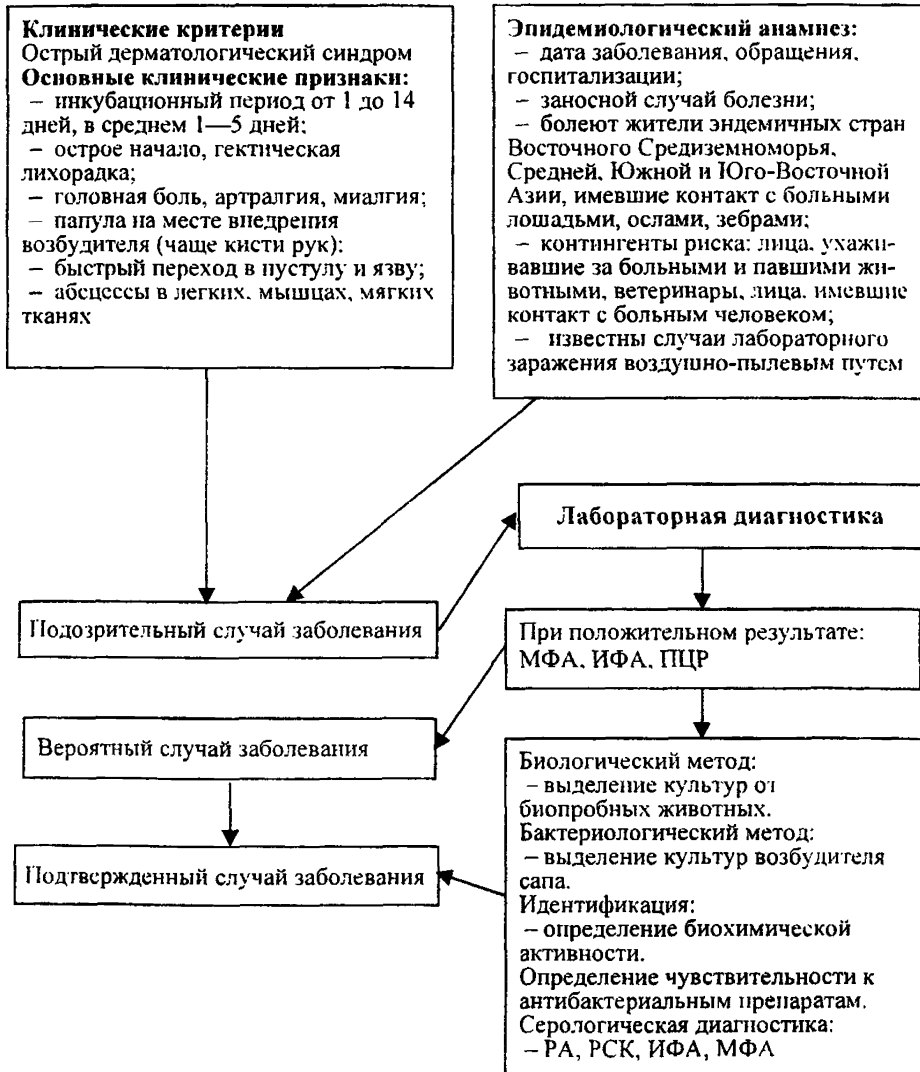 Клинические критерии
Острый дерматологический синдром
Основные клинические признаки:
– инкубационный период от 1 до 14
дней, в среднем 1—5 дней;
– острое начало, гектическая
лихорадка;
– головная боль, артралгия, миалгия;
– папула на месте внедрения
возбудителя (чаще кисти рук):
– быстрый переход в пустулу и язву;
– абсцессы в легких, мышцах, мягких
тканях
Эпидемиологический анамнез:
– дата заболевания, обращения,
госпитализации;
– заносной случай болезни;
– болеют жители эндемичных стран
Восточного Средиземноморья,
Средней, Южной и Юго-Восточной
Азии, имевшие контакт с больными
лошадьми, ослами, зебрами;
– контингенты риска: лица, ухажи-
вавшие за больными и павшими жи-
вотными, ветеринары, лица, имевшие
контакт с больным человеком;
– известны случаи лабораторного
заражения воздушно-пылевым путем
Лабораторная диагностика
Подозрительный случай заболевания
При положительном результате:
МФА, ИФА, ПЦР
Вероятный случай заболевания
Биологический метод:
– выделение культур от
биопробных животных.
Бактериологический метод:
– выделение культур возбудителя
сапа.
Идентификация:
– определение биохимической
активности.
Определение чувствительности к
антибактериальным препаратам.
Серологическая диагностика:
– РА, РСК, ИФА, МФА
Подтвержденный случай заболевания